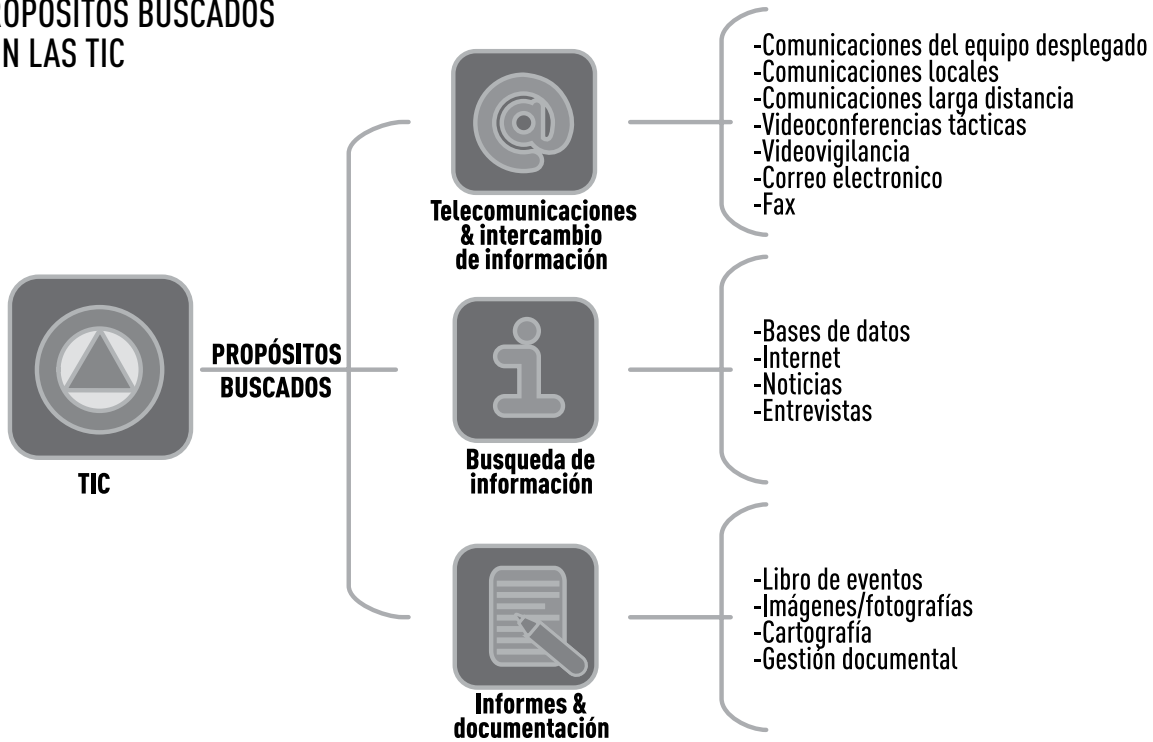 ROPÓSITOS BUSCADOS
N LAS TIC
TIC
PROPÓSITOS
BUSCADOS
Telecomunicaciones
& intercambio
de información
-Comunicaciones del equipo desplegado
-Comunicaciones locales
-Comunicaciones larga distancia
-Videoconferencias tácticas
-Videovigilancia
-Correo electronico
-Fax
Busqueda de
información
-Bases de datos
-Internet
-Noticias
-Entrevistas
Informes &
documentación
-Libro de eventos
-Imágenes/fotografías
-Cartografía
-Gestión documental